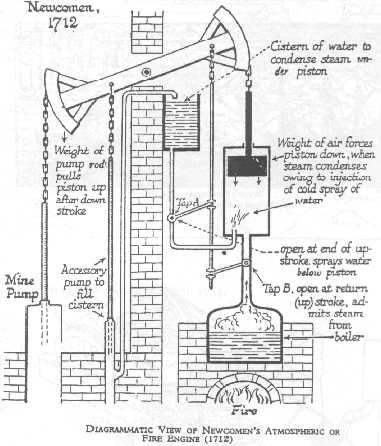 Newcomen,
1712
Cistern of water to
condense steam un-
der piston
Weight of
pump rod
pulls
piston up
after down
stroke
Weight of air forces
piston down, when
steam condenses
owing to injection
of cold spray of
water
Tap A
open at end of up-
stroke, sprays water
below piston
Mine
Pump
Accessory
pump to
fill
cistern
Tap B, open at return
(up) stroke, ad-
mits steam
from
boiler
Fire
DIAGRAMMATIC VIEW OF NEWCOMEN'S ATMOSPHERIC OR
FIRE ENGINE (1712)